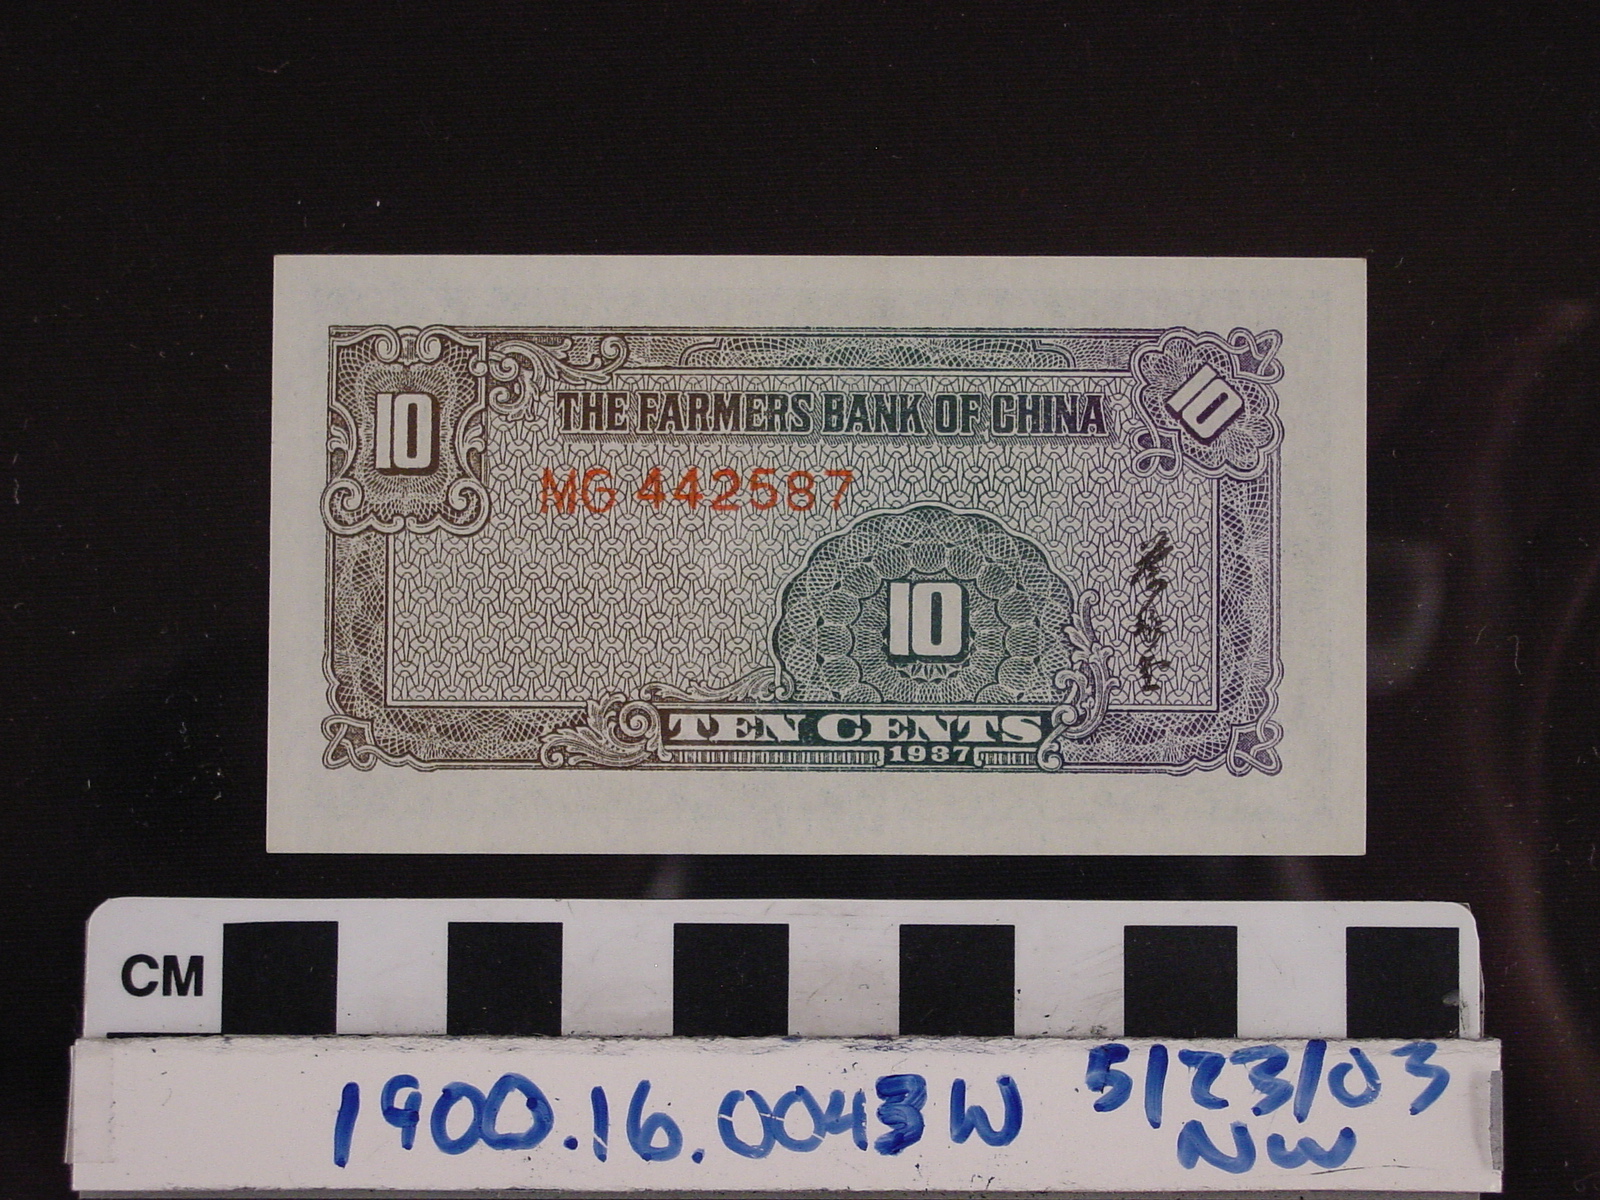 10
10
THE FARMERS BANK OF CHINA
MG 442587
10
TEN CENTS
1937
CM
1900.16.0043W
5/23/03
NW